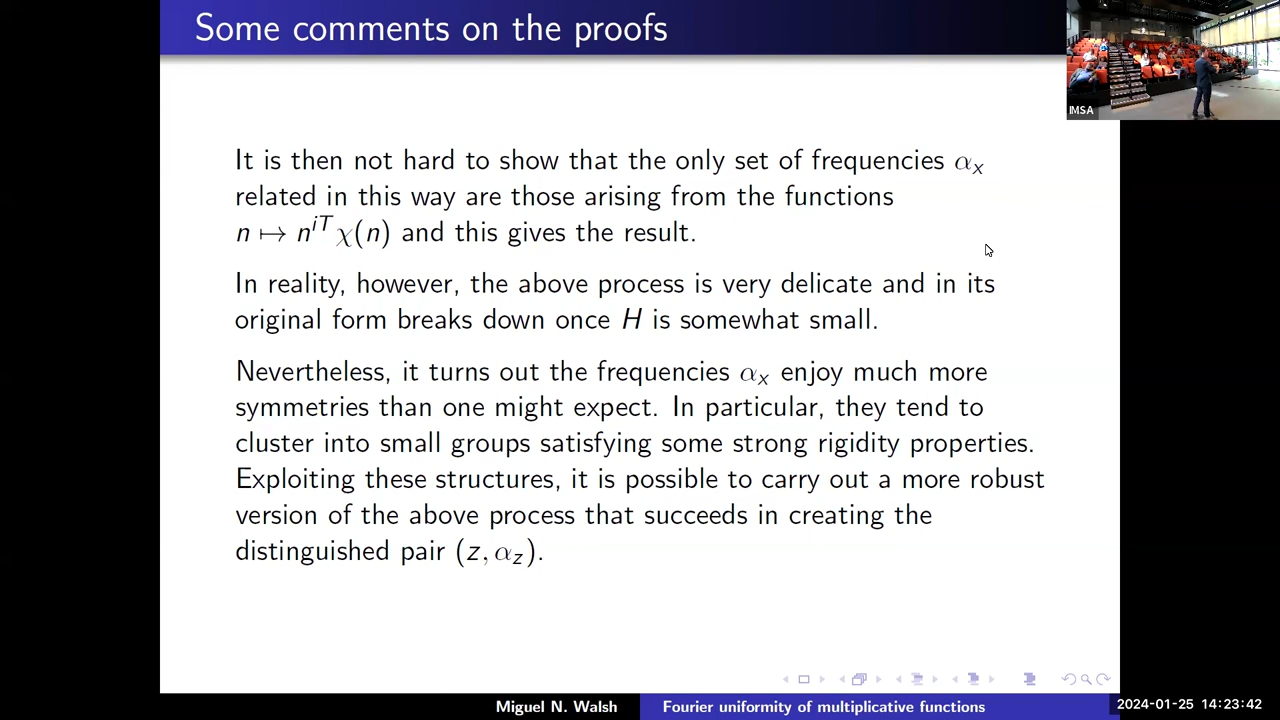 Some comments on the proofs
IMSA
It is then not hard to show that the only set of frequencies αₓ
related in this way are those arising from the functions
n ↦ n^{iT} χ(n) and this gives the result.
In reality, however, the above process is very delicate and in its
original form breaks down once H is somewhat small.
Nevertheless, it turns out the frequencies αₓ enjoy much more
symmetries than one might expect. In particular, they tend to
cluster into small groups satisfying some strong rigidity properties.
Exploiting these structures, it is possible to carry out a more robust
version of the above process that succeeds in creating the
distinguished pair (z, α_z).
Miguel N. Walsh
Fourier uniformity of multiplicative functions
2024-01-25 14:23:42